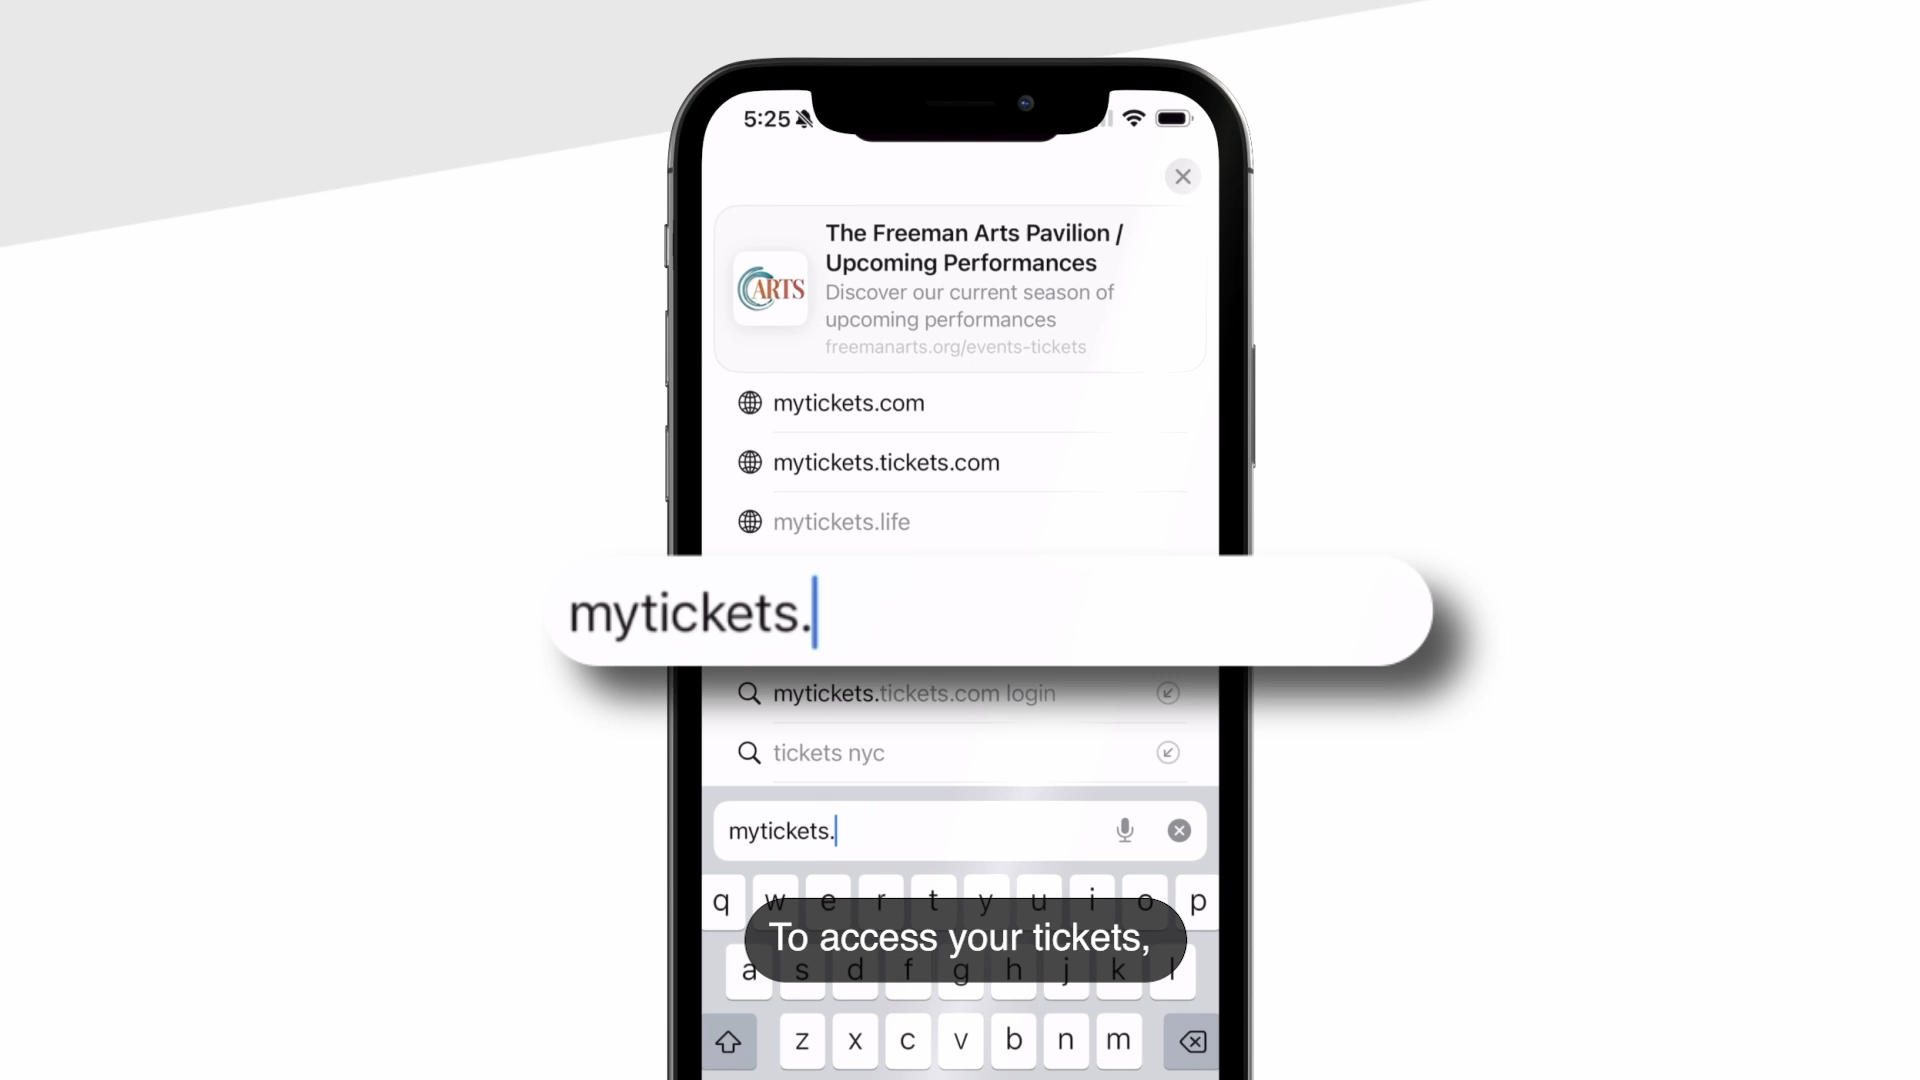 5:25
The Freeman Arts Pavilion /
Upcoming Performances
ARTS
Discover our current season of
upcoming performances
freemanarts.org/events-tickets
mytickets.com
mytickets.tickets.com
mytickets.life
mytickets.
mytickets.tickets.com login
tickets nyc
mytickets.
q w e r t y u i o p
To access your tickets,
a s d f g h j k l
z x c v b n m